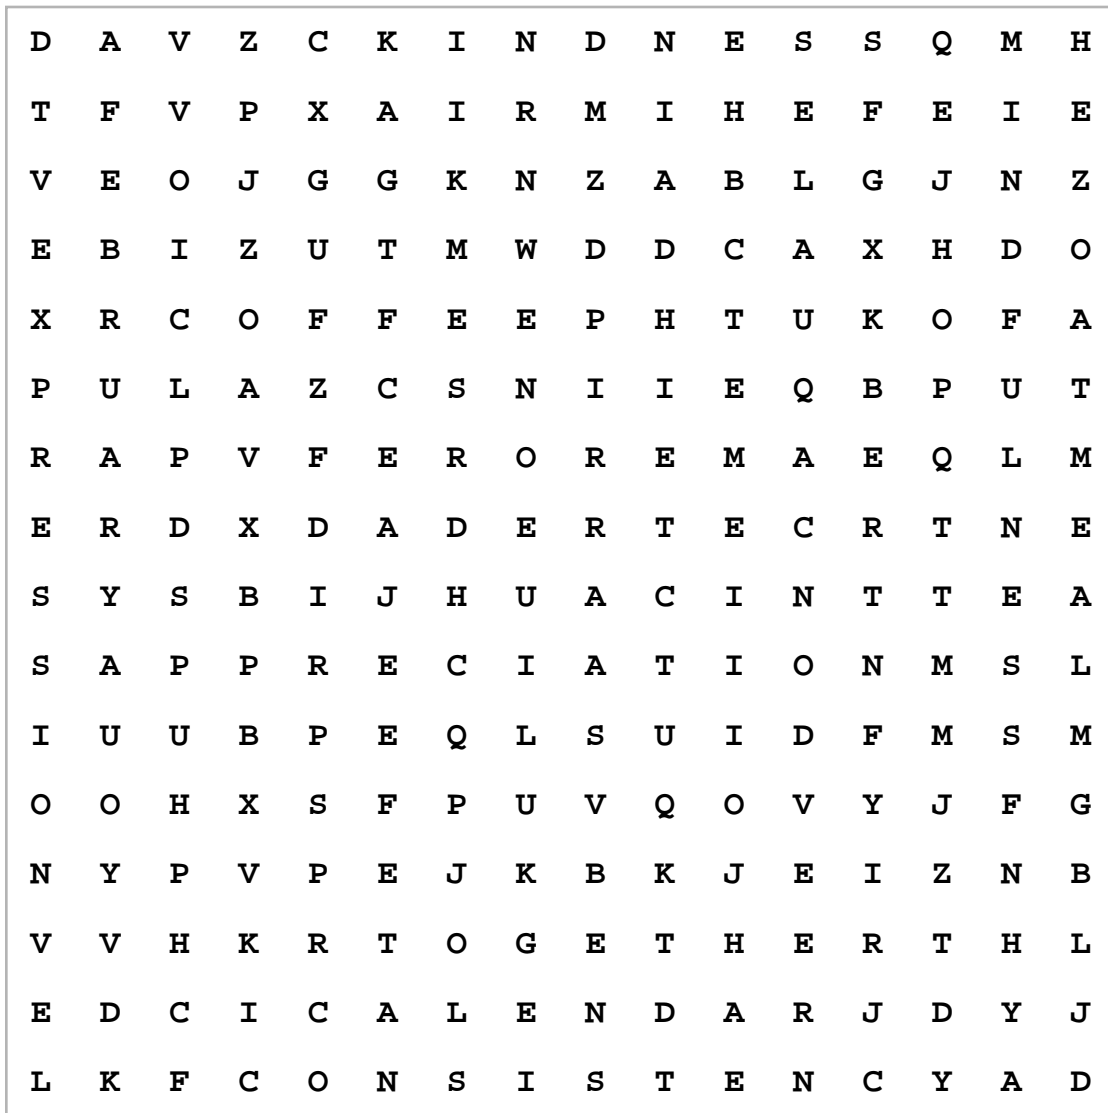 D A V Z C K I N D N E S S Q M H
T F V P X A I R M I H E F E I E
V E O J G G K N Z A B L G J N Z
E B I Z U T M W D D C A X H D O
X R C O F F E E P H T U K O F A
P U L A Z C S N I I E Q B P U T
R A P V F E R O R E M A E Q L M
E R D X D A D E R T E C R T N E
S Y S B I J H U A C I N T T E A
S A P P R E C I A T I O N M S L
I U U B P E Q L S U I D F M S M
O O H X S F P U V Q O V Y J F G
N Y P V P E J K B K J E I Z N B
V V H K R T O G E T H E R T H L
E D C I C A L E N D A R J D Y J
L K F C O N S I S T E N C Y A D